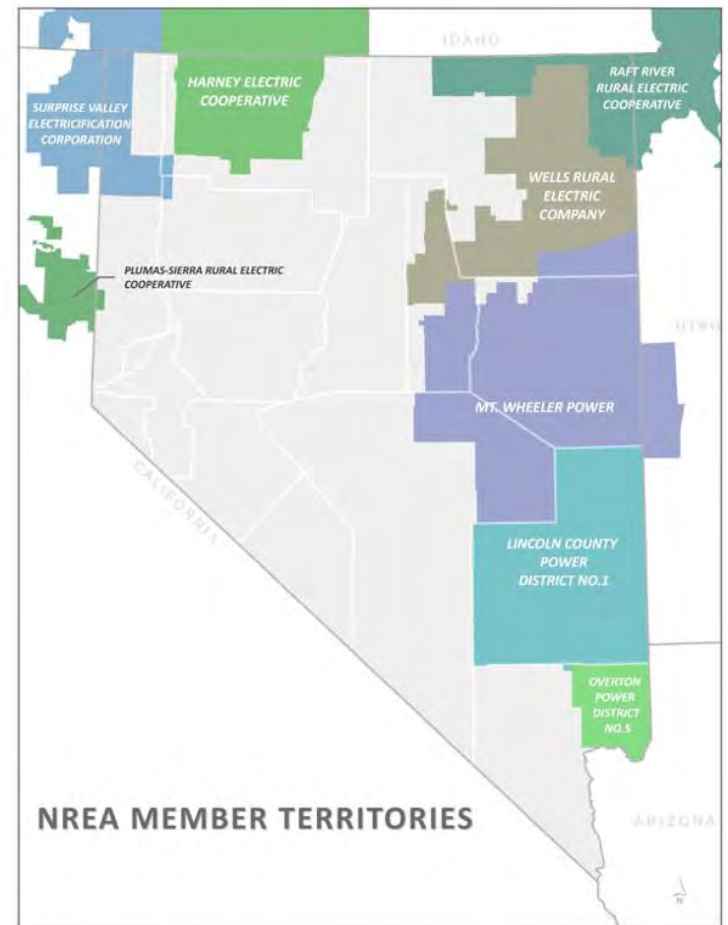 IDAHO
HARNEY ELECTRIC
COOPERATIVE
RAFT RIVER
RURAL ELECTRIC
COOPERATIVE
SURPRISE VALLEY
ELECTRICIFICATION
CORPORATION
WELLS RURAL
ELECTRIC
COMPANY
PLUMAS-SIERRA RURAL ELECTRIC
COOPERATIVE
UTAH
MT. WHEELER POWER
CALIFORNIA
LINCOLN COUNTY
POWER
DISTRICT NO.1
OVERTON
POWER
DISTRICT
NO.5
NREA MEMBER TERRITORIES
ARIZONA
N